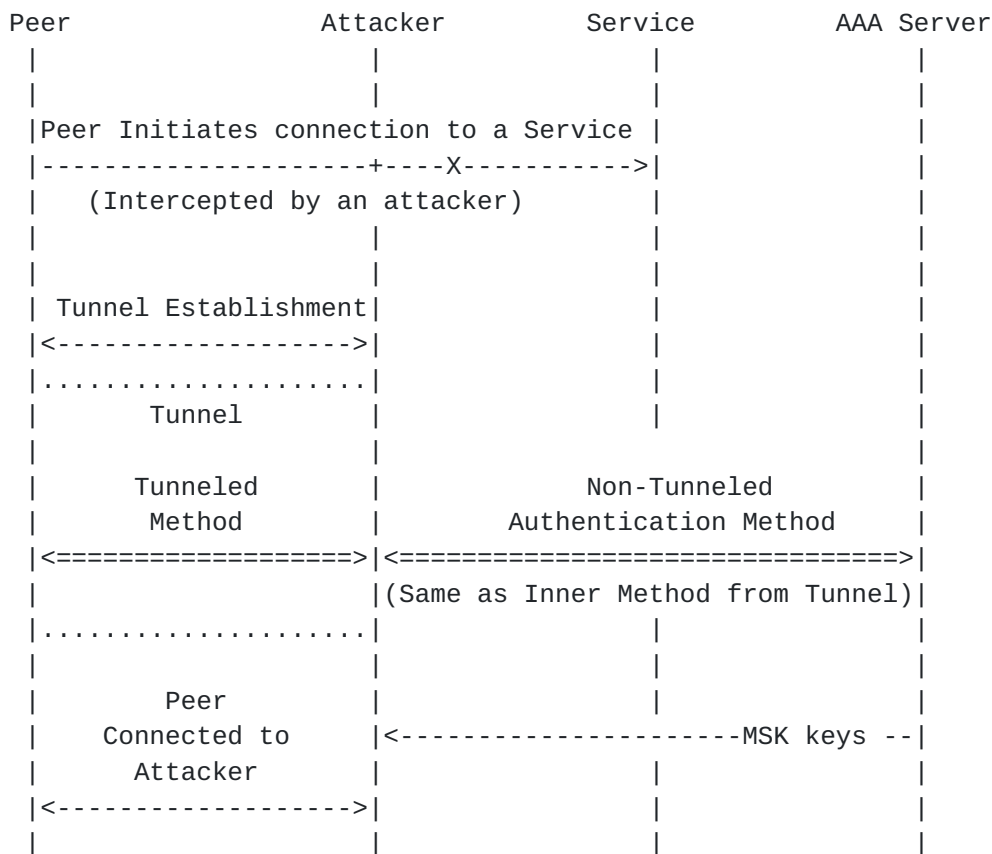 Peer Attacker Service AAA Server
| | | |
| | | |
|Peer Initiates connection to a Service | |
|---------------------+----X----------->| |
| (Intercepted by an attacker) | |
| | | |
| | | |
| Tunnel Establishment| | |
|<------------------->| | |
|.....................| | |
| Tunnel | | |
| | |
| Tunneled | Non-Tunneled |
| Method | Authentication Method |
|<===================>|<================================>|
| |(Same as Inner Method from Tunnel)|
|.....................| | |
| | | |
| Peer | | |
| Connected to |<----------------------MSK keys --|
| Attacker | | |
|<------------------->| | |
| | | |